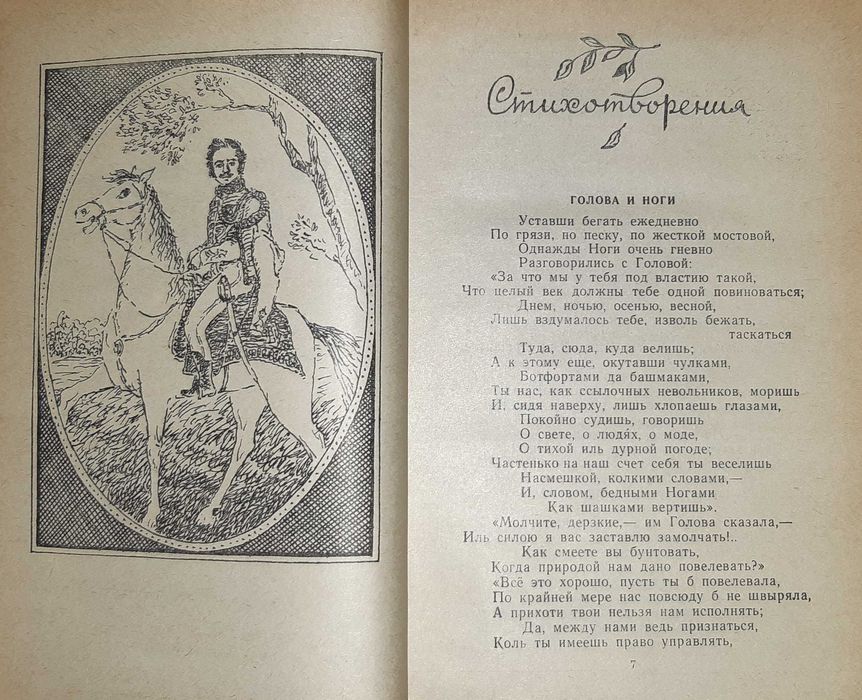 Стихотворения
ГОЛОВА И НОГИ
Уставши бегать ежедневно
По грязи, по песку, по жесткой мостовой,
Однажды Ноги очень гневно
Разговорились с Головой:
«За что мы у тебя под властию такой,
Что целый век должны тебе одной повиноваться;
Днем, ночью, осенью, весной,
Лишь вздумалось тебе, изволь бежать,
таскаться
Туда, сюда, куда велишь;
А к этому еще, окутавши чулками,
Ботфортами да башмаками,
Ты нас, как ссылочных невольников, моришь
И, сидя наверху, лишь хлопаешь глазами,
Покойно судишь, говоришь
О свете, о людях, о моде,
О тихой иль дурной погоде;
Частенько на наш счет себя ты веселишь
Насмешкой, колкими словами,—
И, словом, бедными Ногами
Как шашками вертишь».
«Молчите, дерзкие,— им Голова сказала,—
Иль силою я вас заставлю замолчать!..
Как смеете вы бунтовать,
Когда природой нам дано повелевать?»
«Всё это хорошо, пусть ты б повелевала,
По крайней мере нас повсюду б не швыряла,
А прихоти твои нельзя нам исполнять;
Да, между нами ведь признаться,
Коль ты имеешь право управлять,
7